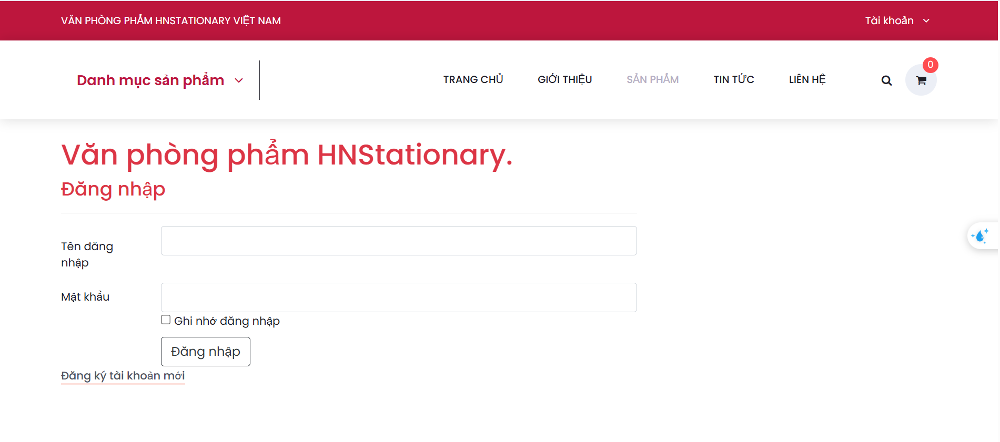 VĂN PHÒNG PHẨM HNSTATIONARY VIỆT NAM
Tài khoản
Danh mục sản phẩm
TRANG CHỦ
GIỚI THIỆU
SẢN PHẨM
TIN TỨC
LIÊN HỆ
0
Văn phòng phẩm HNStationary.
Đăng nhập
Tên đăng
nhập
Mật khẩu
Ghi nhớ đăng nhập
Đăng nhập
Đăng ký tài khoản mới